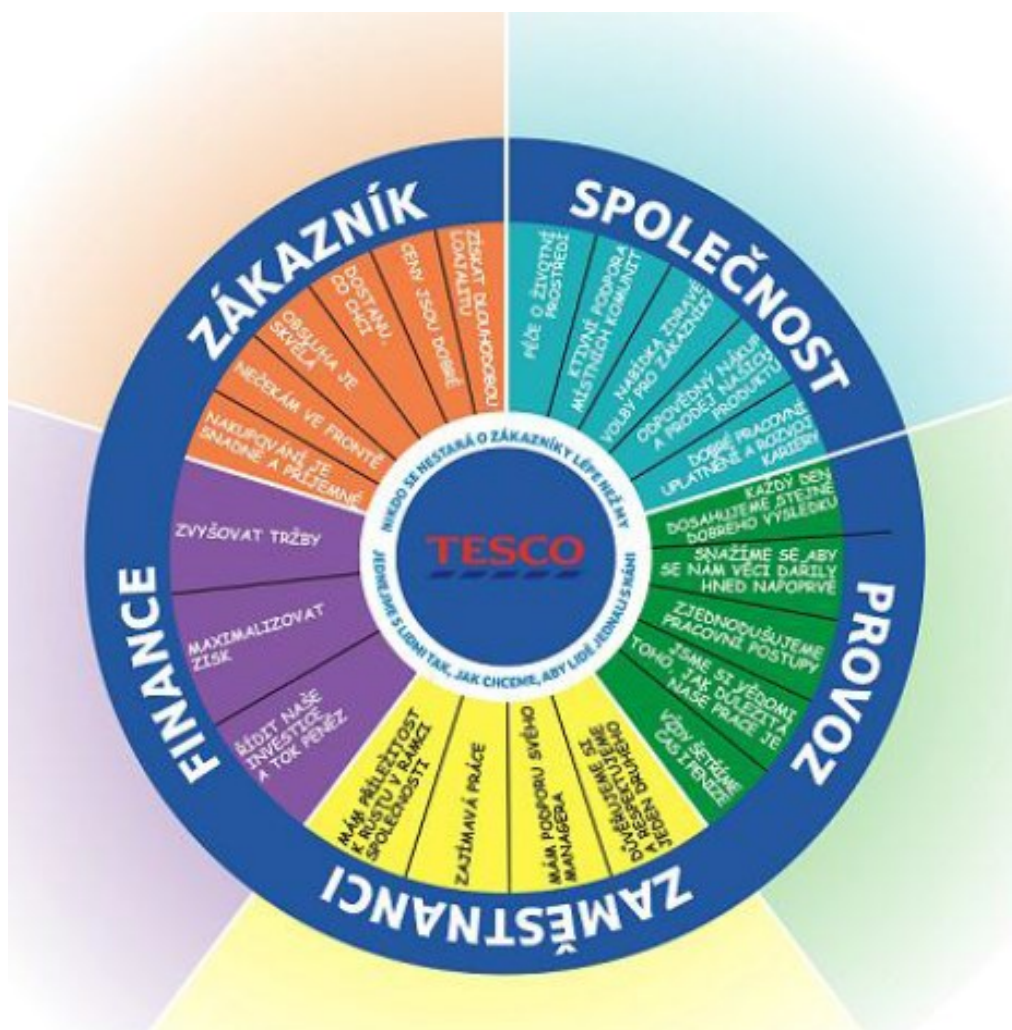 ZÁKAZNÍK
NAKUPOVÁNÍ JE
SNADNÉ A PŘÍJEMNÉ
NEČEKÁM VE FRONTĚ
OBSLUHA JE
SKVĚLÁ
DOSTANU,
CO CHCI
CENY JSOU DOBRÉ
ZÍSKAT DLOUHODOBOU
LOAJALITU
SPOLEČNOST
PÉČE O ŽIVOTNÍ
PROSTŘEDÍ
KTIVNÍ PODPORA
MÍSTNÍCH KOMUNIT
NABÍDKA ZDRAVÉ
VOLBY PRO ZÁKAZNÍKY
ODPOVĚDNÝ NÁKUP
A PRODEJ NAŠICH
PRODUKTŮ
DOBRÉ PRACOVNÍ
UPLATNĚNÍ A ROZVOJ
KARIÉRY
PROVOZ
KAŽDÝ DEN
DOSAHUJEME STEJNĚ
DOBRÉHO VÝSLEDKU
SNAŽÍME SE, ABY
SE NÁM VĚCI DAŘILY
HNED NAPOPRVÉ
ZJEDNODUŠUJEME
PRACOVNÍ POSTUPY
JSME SI VĚDOMI
TOHO, JAK DŮLEŽITÁ
NAŠE PRÁCE JE
VŽDY ŠETŘÍME
ČAS I PENÍZE
ZAMĚSTNANCI
DŮVĚŘUJEME SI
A RESPEKTUJEME
JEDEN DRUHÉHO
MÁM PODPORU SVÉHO
MANAGERA
ZAJÍMAVÁ PRÁCE
MÁM PŘÍLEŽITOST
K RŮSTU V RÁMCI
SPOLEČNOSTI
FINANCE
ŘÍDIT NAŠE
INVESTICE
A TOK PENĚZ
MAXIMALIZOVAT
ZISK
ZVYŠOVAT TRŽBY
NIKDO SE NESTARÁ O ZÁKAZNÍKY LÉPE NEŽ MY
JEDNEJME S LIDMI TAK, JAK CHCEME, ABY LIDÉ JEDNALI S NÁMI
TESCO